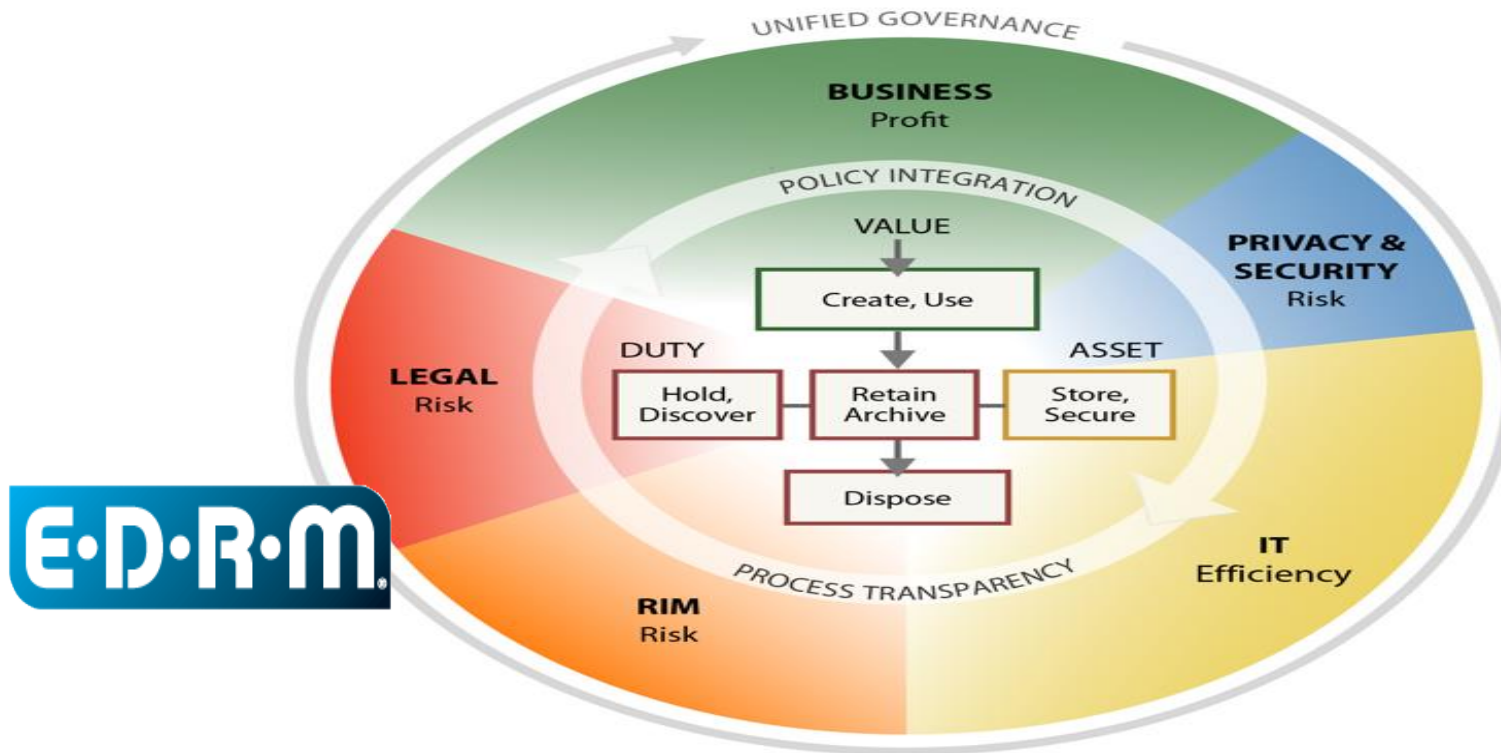 UNIFIED GOVERNANCE
BUSINESS
Profit
POLICY INTEGRATION
VALUE
PRIVACY &
SECURITY
Risk
Create, Use
DUTY
ASSET
LEGAL
Risk
Hold,
Discover
Retain
Archive
Store,
Secure
Dispose
E·D·R·M®
IT
Efficiency
PROCESS TRANSPARENCY
RIM
Risk